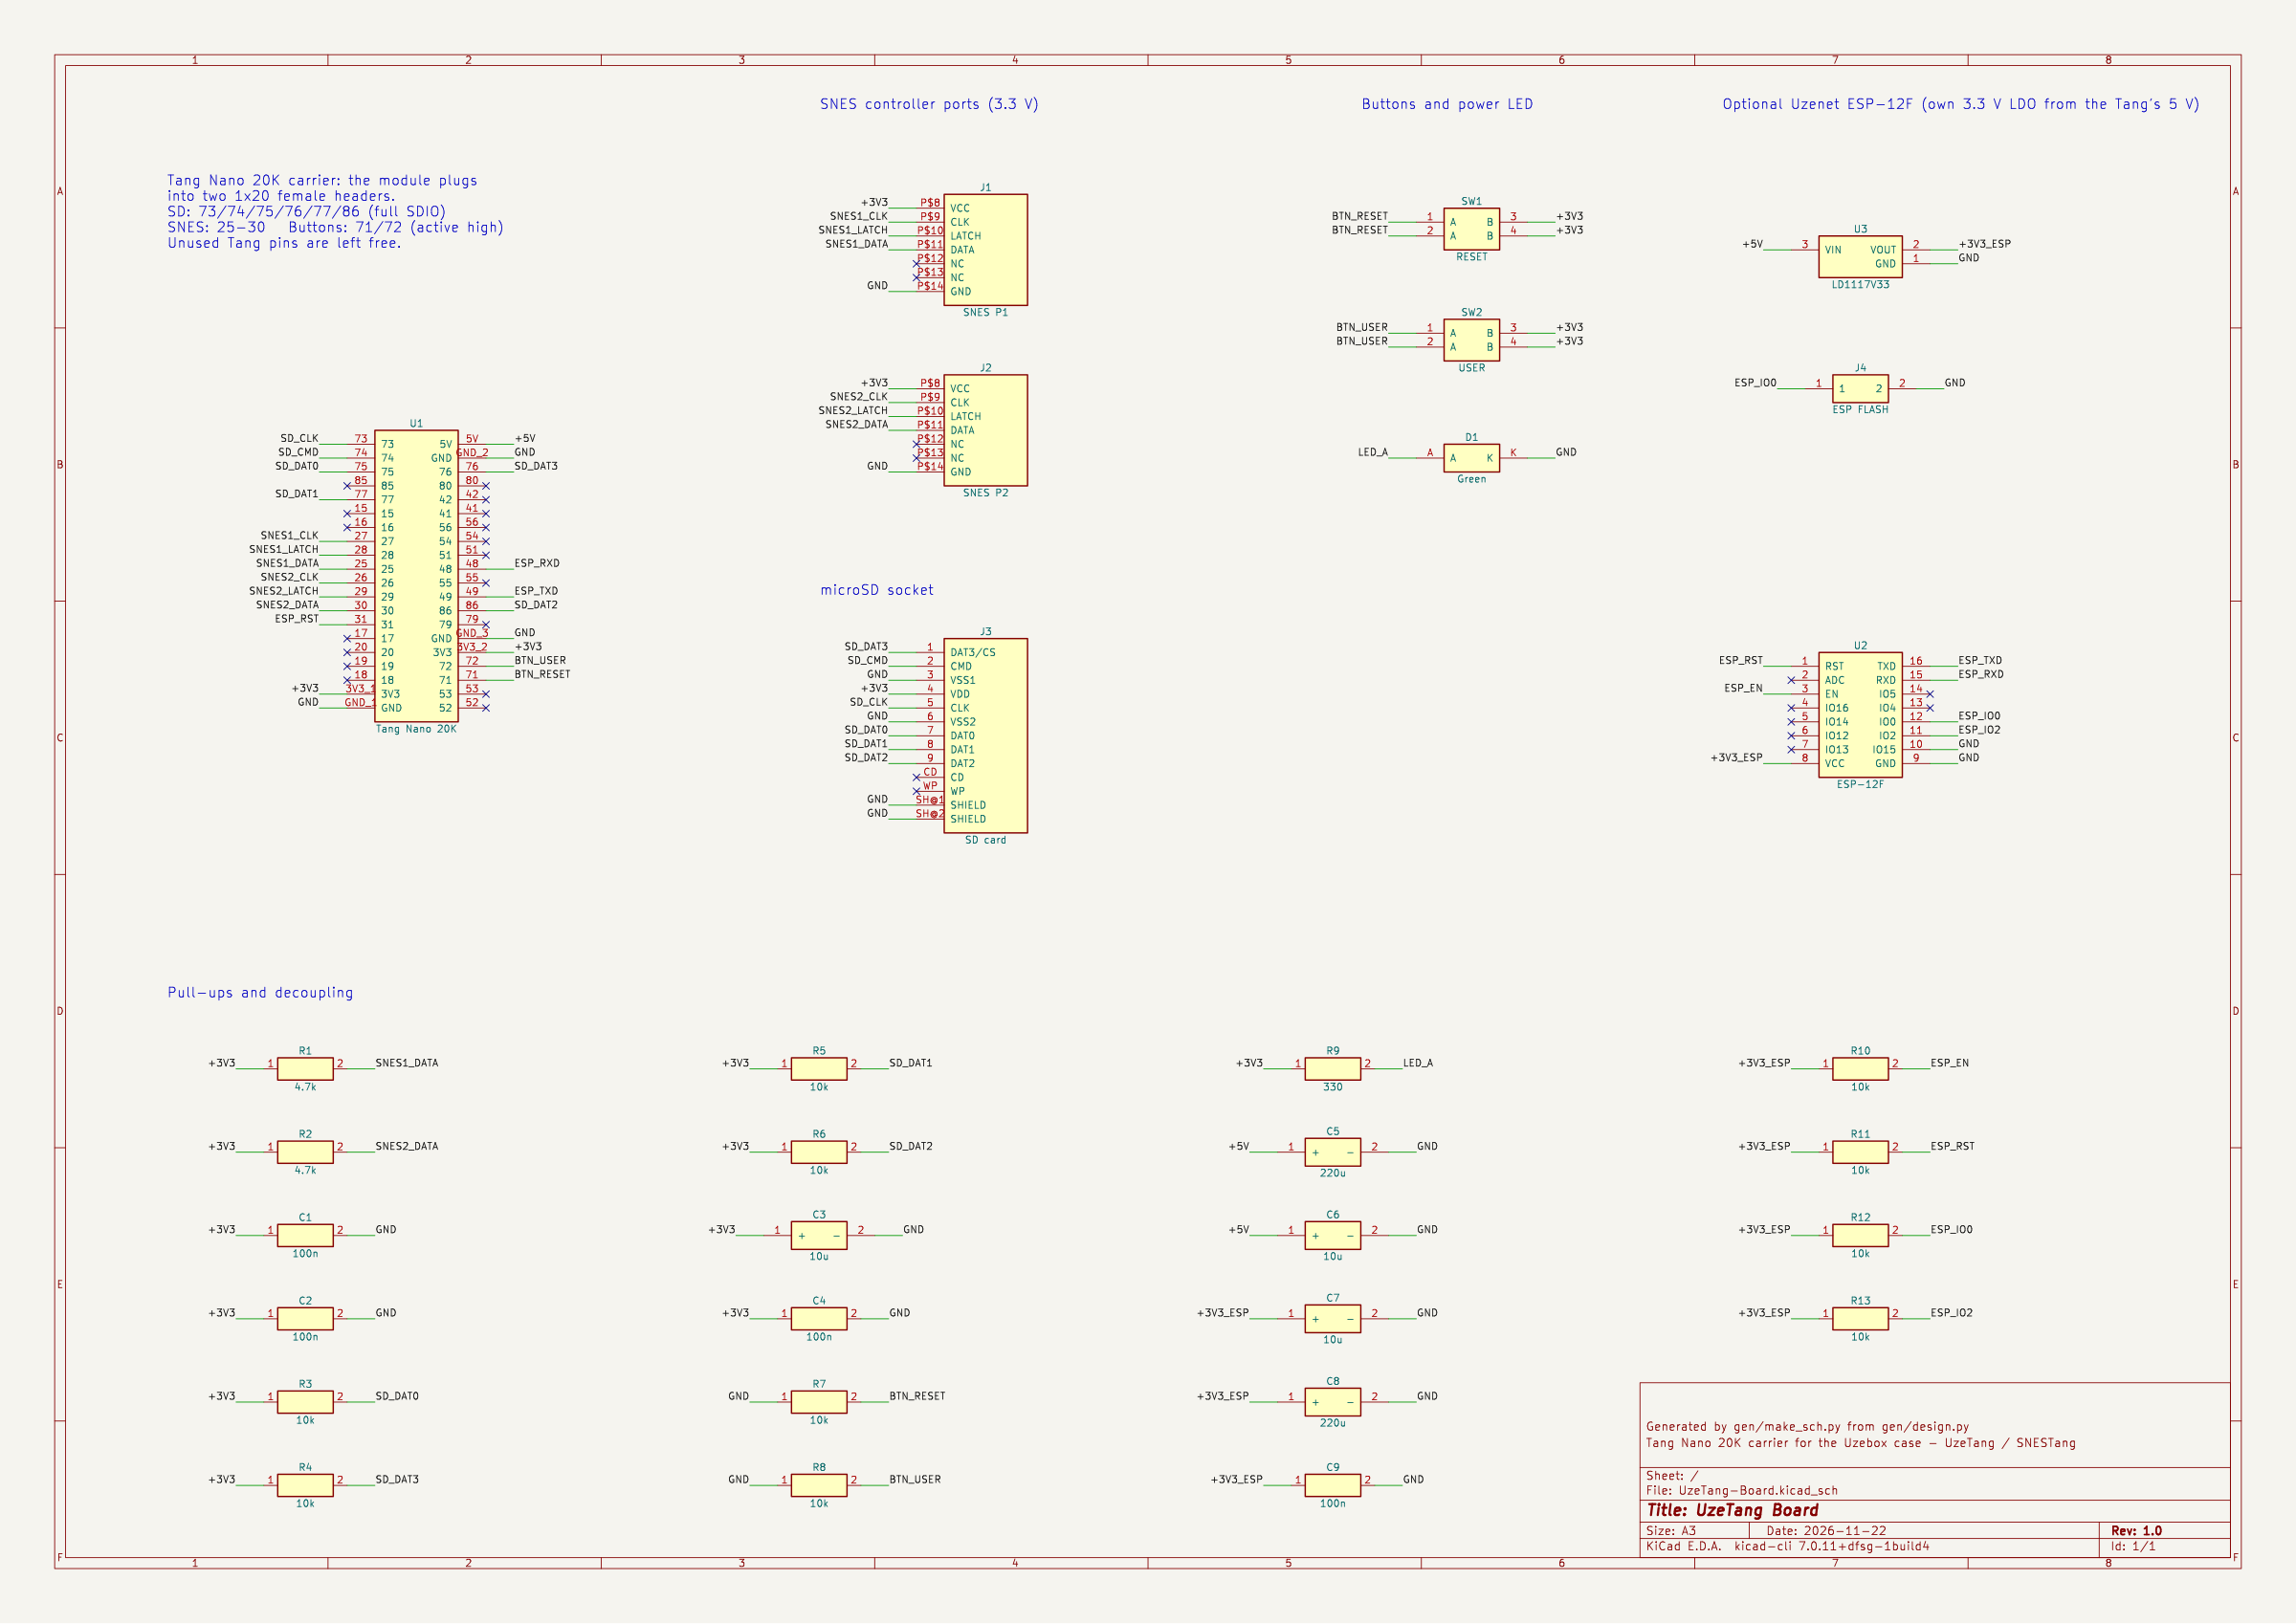 1 2 3 4 5 6 7 8
A B C D E F
SNES controller ports (3.3 V)
Buttons and power LED
Optional Uzenet ESP-12F (own 3.3 V LDO from the Tang's 5 V)
Tang Nano 20K carrier: the module plugs
into two 1x20 female headers.
SD: 73/74/75/76/77/86 (full SDIO)
SNES: 25-30 Buttons: 71/72 (active high)
Unused Tang pins are left free.
J1
+3V3 P$8 VCC
SNES1_CLK P$9 CLK
SNES1_LATCH P$10 LATCH
SNES1_DATA P$11 DATA
P$12 NC
P$13 NC
GND P$14 GND
SNES P1
SW1
BTN_RESET 1 A B 3 +3V3
BTN_RESET 2 A B 4 +3V3
RESET
U3
+5V 3 VIN VOUT 2 +3V3_ESP
GND 1 GND
LD1117V33
SW2
BTN_USER 1 A B 3 +3V3
BTN_USER 2 A B 4 +3V3
USER
J2
+3V3 P$8 VCC
SNES2_CLK P$9 CLK
SNES2_LATCH P$10 LATCH
SNES2_DATA P$11 DATA
P$12 NC
P$13 NC
GND P$14 GND
SNES P2
J4
ESP_IO0 1 1 2 2 GND
ESP FLASH
D1
LED_A A A K K GND
Green
U1
SD_CLK 73 73 5V 5V +5V
SD_CMD 74 74 GND GND_2 GND
SD_DAT0 75 75 76 76 SD_DAT3
85 85 80 80
SD_DAT1 77 77 42 42
15 15 41 41
16 16 56 56
SNES1_CLK 27 27 54 54
SNES1_LATCH 28 28 51 51
SNES1_DATA 25 25 48 48 ESP_RXD
SNES2_CLK 26 26 55 55
SNES2_LATCH 29 29 49 49 ESP_TXD
SNES2_DATA 30 30 86 86 SD_DAT2
ESP_RST 31 31 79 79
17 17 GND GND_3 GND
20 20 3V3 3V3_2 +3V3
19 19 72 72 BTN_USER
18 18 71 71 BTN_RESET
+3V3 3V3_1 3V3 53 53
GND GND_1 GND 52 52
Tang Nano 20K
microSD socket
J3
SD_DAT3 1 DAT3/CS
SD_CMD 2 CMD
GND 3 VSS1
+3V3 4 VDD
SD_CLK 5 CLK
GND 6 VSS2
SD_DAT0 7 DAT0
SD_DAT1 8 DAT1
SD_DAT2 9 DAT2
CD CD
WP WP
GND SH@1 SHIELD
GND SH@2 SHIELD
SD card
U2
ESP_RST 1 RST TXD 16 ESP_TXD
2 ADC RXD 15 ESP_RXD
ESP_EN 3 EN IO5 14
4 IO16 IO4 13
5 IO14 IO0 12 ESP_IO0
6 IO12 IO2 11 ESP_IO2
7 IO13 IO15 10 GND
+3V3_ESP 8 VCC GND 9 GND
ESP-12F
Pull-ups and decoupling
R1
+3V3 1 2 SNES1_DATA
4.7k
R5
+3V3 1 2 SD_DAT1
10k
R9
+3V3 1 2 LED_A
330
R10
+3V3_ESP 1 2 ESP_EN
10k
R2
+3V3 1 2 SNES2_DATA
4.7k
R6
+3V3 1 2 SD_DAT2
10k
C5
+5V 1 + - 2 GND
220u
R11
+3V3_ESP 1 2 ESP_RST
10k
C1
+3V3 1 2 GND
100n
C3
+3V3 1 + - 2 GND
10u
C6
+5V 1 + - 2 GND
10u
R12
+3V3_ESP 1 2 ESP_IO0
10k
C2
+3V3 1 2 GND
100n
C4
+3V3 1 2 GND
100n
C7
+3V3_ESP 1 + - 2 GND
10u
R13
+3V3_ESP 1 2 ESP_IO2
10k
R3
+3V3 1 2 SD_DAT0
10k
R7
GND 1 2 BTN_RESET
10k
C8
+3V3_ESP 1 + - 2 GND
220u
R4
+3V3 1 2 SD_DAT3
10k
R8
GND 1 2 BTN_USER
10k
C9
+3V3_ESP 1 2 GND
100n
Generated by gen/make_sch.py from gen/design.py
Tang Nano 20K carrier for the Uzebox case - UzeTang / SNESTang
Sheet: /
File: UzeTang-Board.kicad_sch
Title: UzeTang Board
Size: A3 Date: 2026-11-22 Rev: 1.0
KiCad E.D.A. kicad-cli 7.0.11+dfsg-1build4 Id: 1/1
A B C D E F
1 2 3 4 5 6 7 8